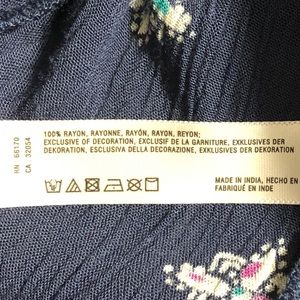 100% RAYON, RAYONNE, RAYÓN, RAYON, REYON;
EXCLUSIVE OF DECORATION, EXCLUSIF DE LA GARNITURE, EXKLUSIVES DER
DEKORATION, ESCLUSIVA DELLA DECORAZIONE, EXKLUSIVES DER DEKORATION
MADE IN INDIA, HECHO EN
FABRIQUÉ EN INDE
RN 66170
CA 32054